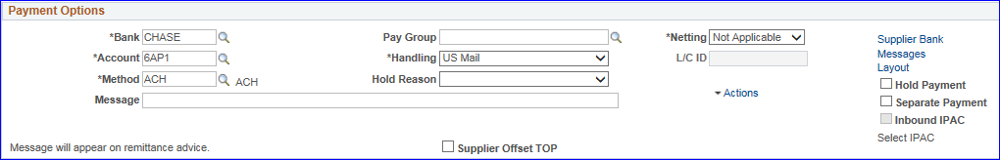 Payment Options
*Bank CHASE Pay Group *Netting Not Applicable Supplier Bank
*Account 6AP1 *Handling US Mail L/C ID Messages
Layout
*Method ACH ACH Hold Reason Hold Payment
Message Actions Separate Payment
Inbound IPAC
Message will appear on remittance advice. Supplier Offset TOP Select IPAC